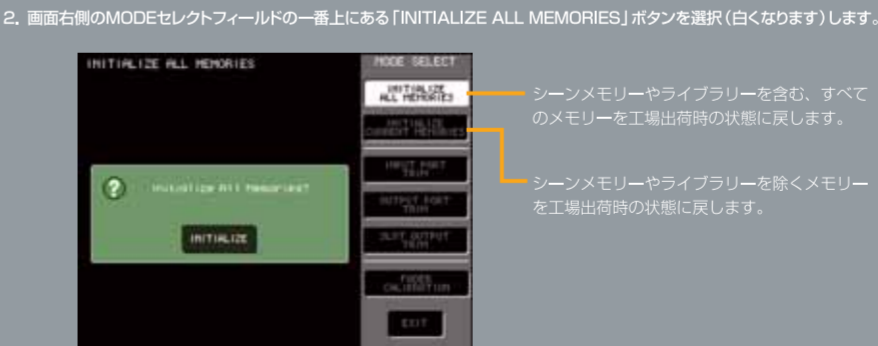 2. 画面右側のMODEセレクトフィールドの一番上にある「INITIALIZE ALL MEMORIES」ボタンを選択（白くなります）します。
INITIALIZE ALL MEMORIES
MODE SELECT
INITIALIZE
ALL MEMORIES
INITIALIZE
CURRENT MEMORIES
INPUT PORT
TRIM
OUTPUT PORT
TRIM
SLOT OUTPUT
TRIM
FADER
CALIBRATION
EXIT
Initialize All Memories?
INITIALIZE
シーンメモリーやライブラリーを含む、すべて
のメモリーを工場出荷時の状態に戻します。
シーンメモリーやライブラリーを除くメモリー
を工場出荷時の状態に戻します。